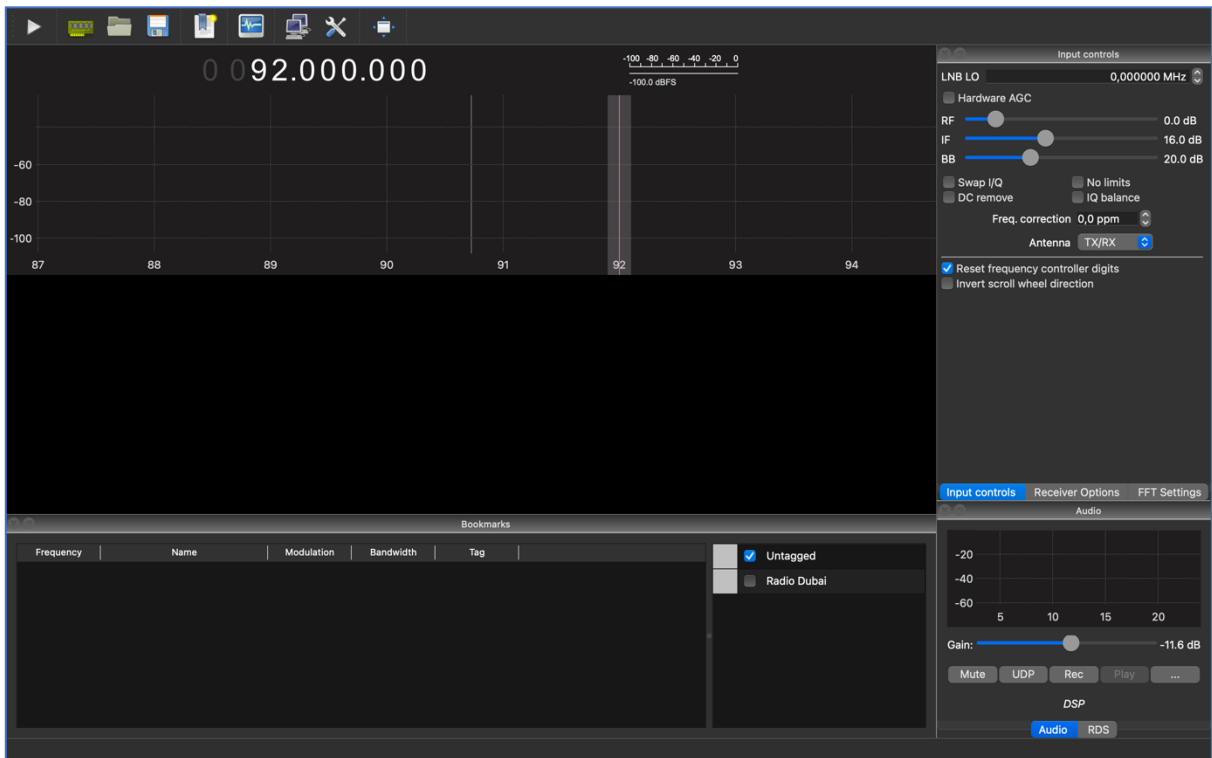 0 092.000.000
-100 -80 -60 -40 -20 0
-100.0 dBFS
-60
-80
-100
87 88 89 90 91 92 93 94
Input controls
LNB LO 0,000000 MHz
Hardware AGC
RF 0.0 dB
IF 16.0 dB
BB 20.0 dB
Swap I/Q No limits
DC remove IQ balance
Freq. correction 0,0 ppm
Antenna TX/RX
Reset frequency controller digits
Invert scroll wheel direction
Input controls Receiver Options FFT Settings
Bookmarks
Frequency Name Modulation Bandwidth Tag
Untagged
Radio Dubai
Audio
-20
-40
-60
5 10 15 20
Gain: -11.6 dB
Mute UDP Rec Play ...
DSP
Audio RDS